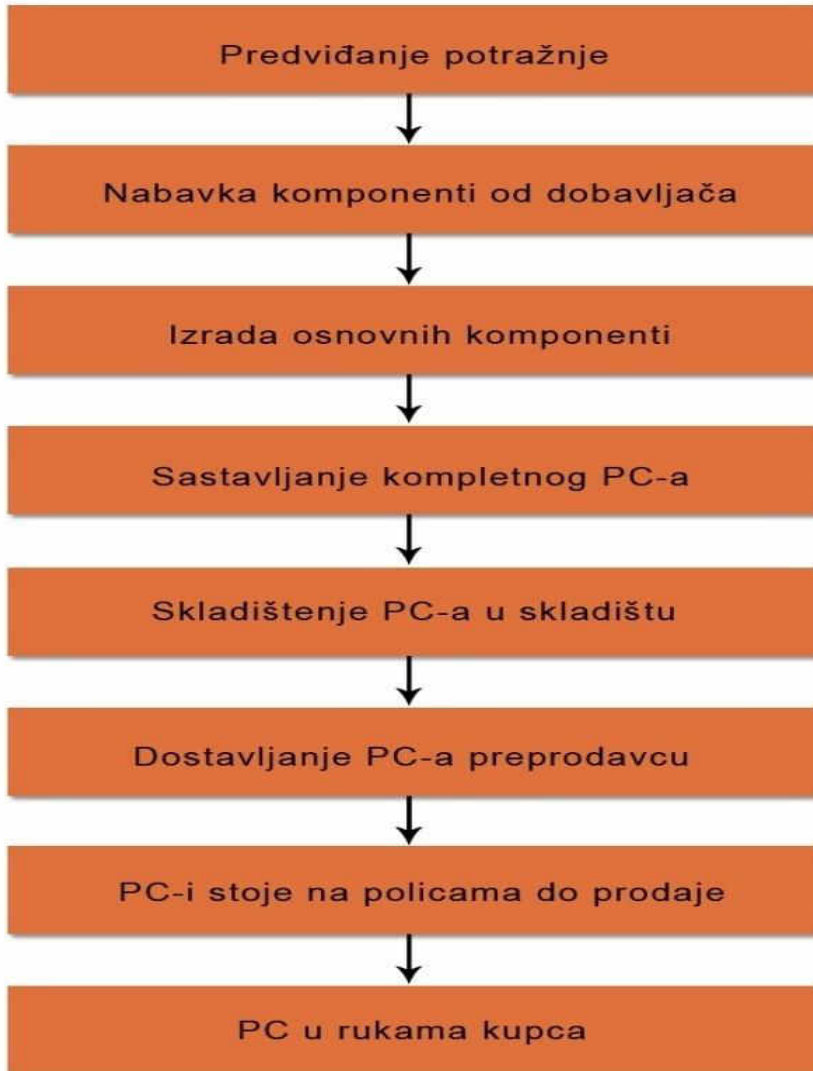 Predviđanje potražnje
Nabavka komponenti od dobavljača
Izrada osnovnih komponenti
Sastavljanje kompletnog PC-a
Skladištenje PC-a u skladištu
Dostavljanje PC-a preprodavcu
PC-i stoje na policama do prodaje
PC u rukama kupca